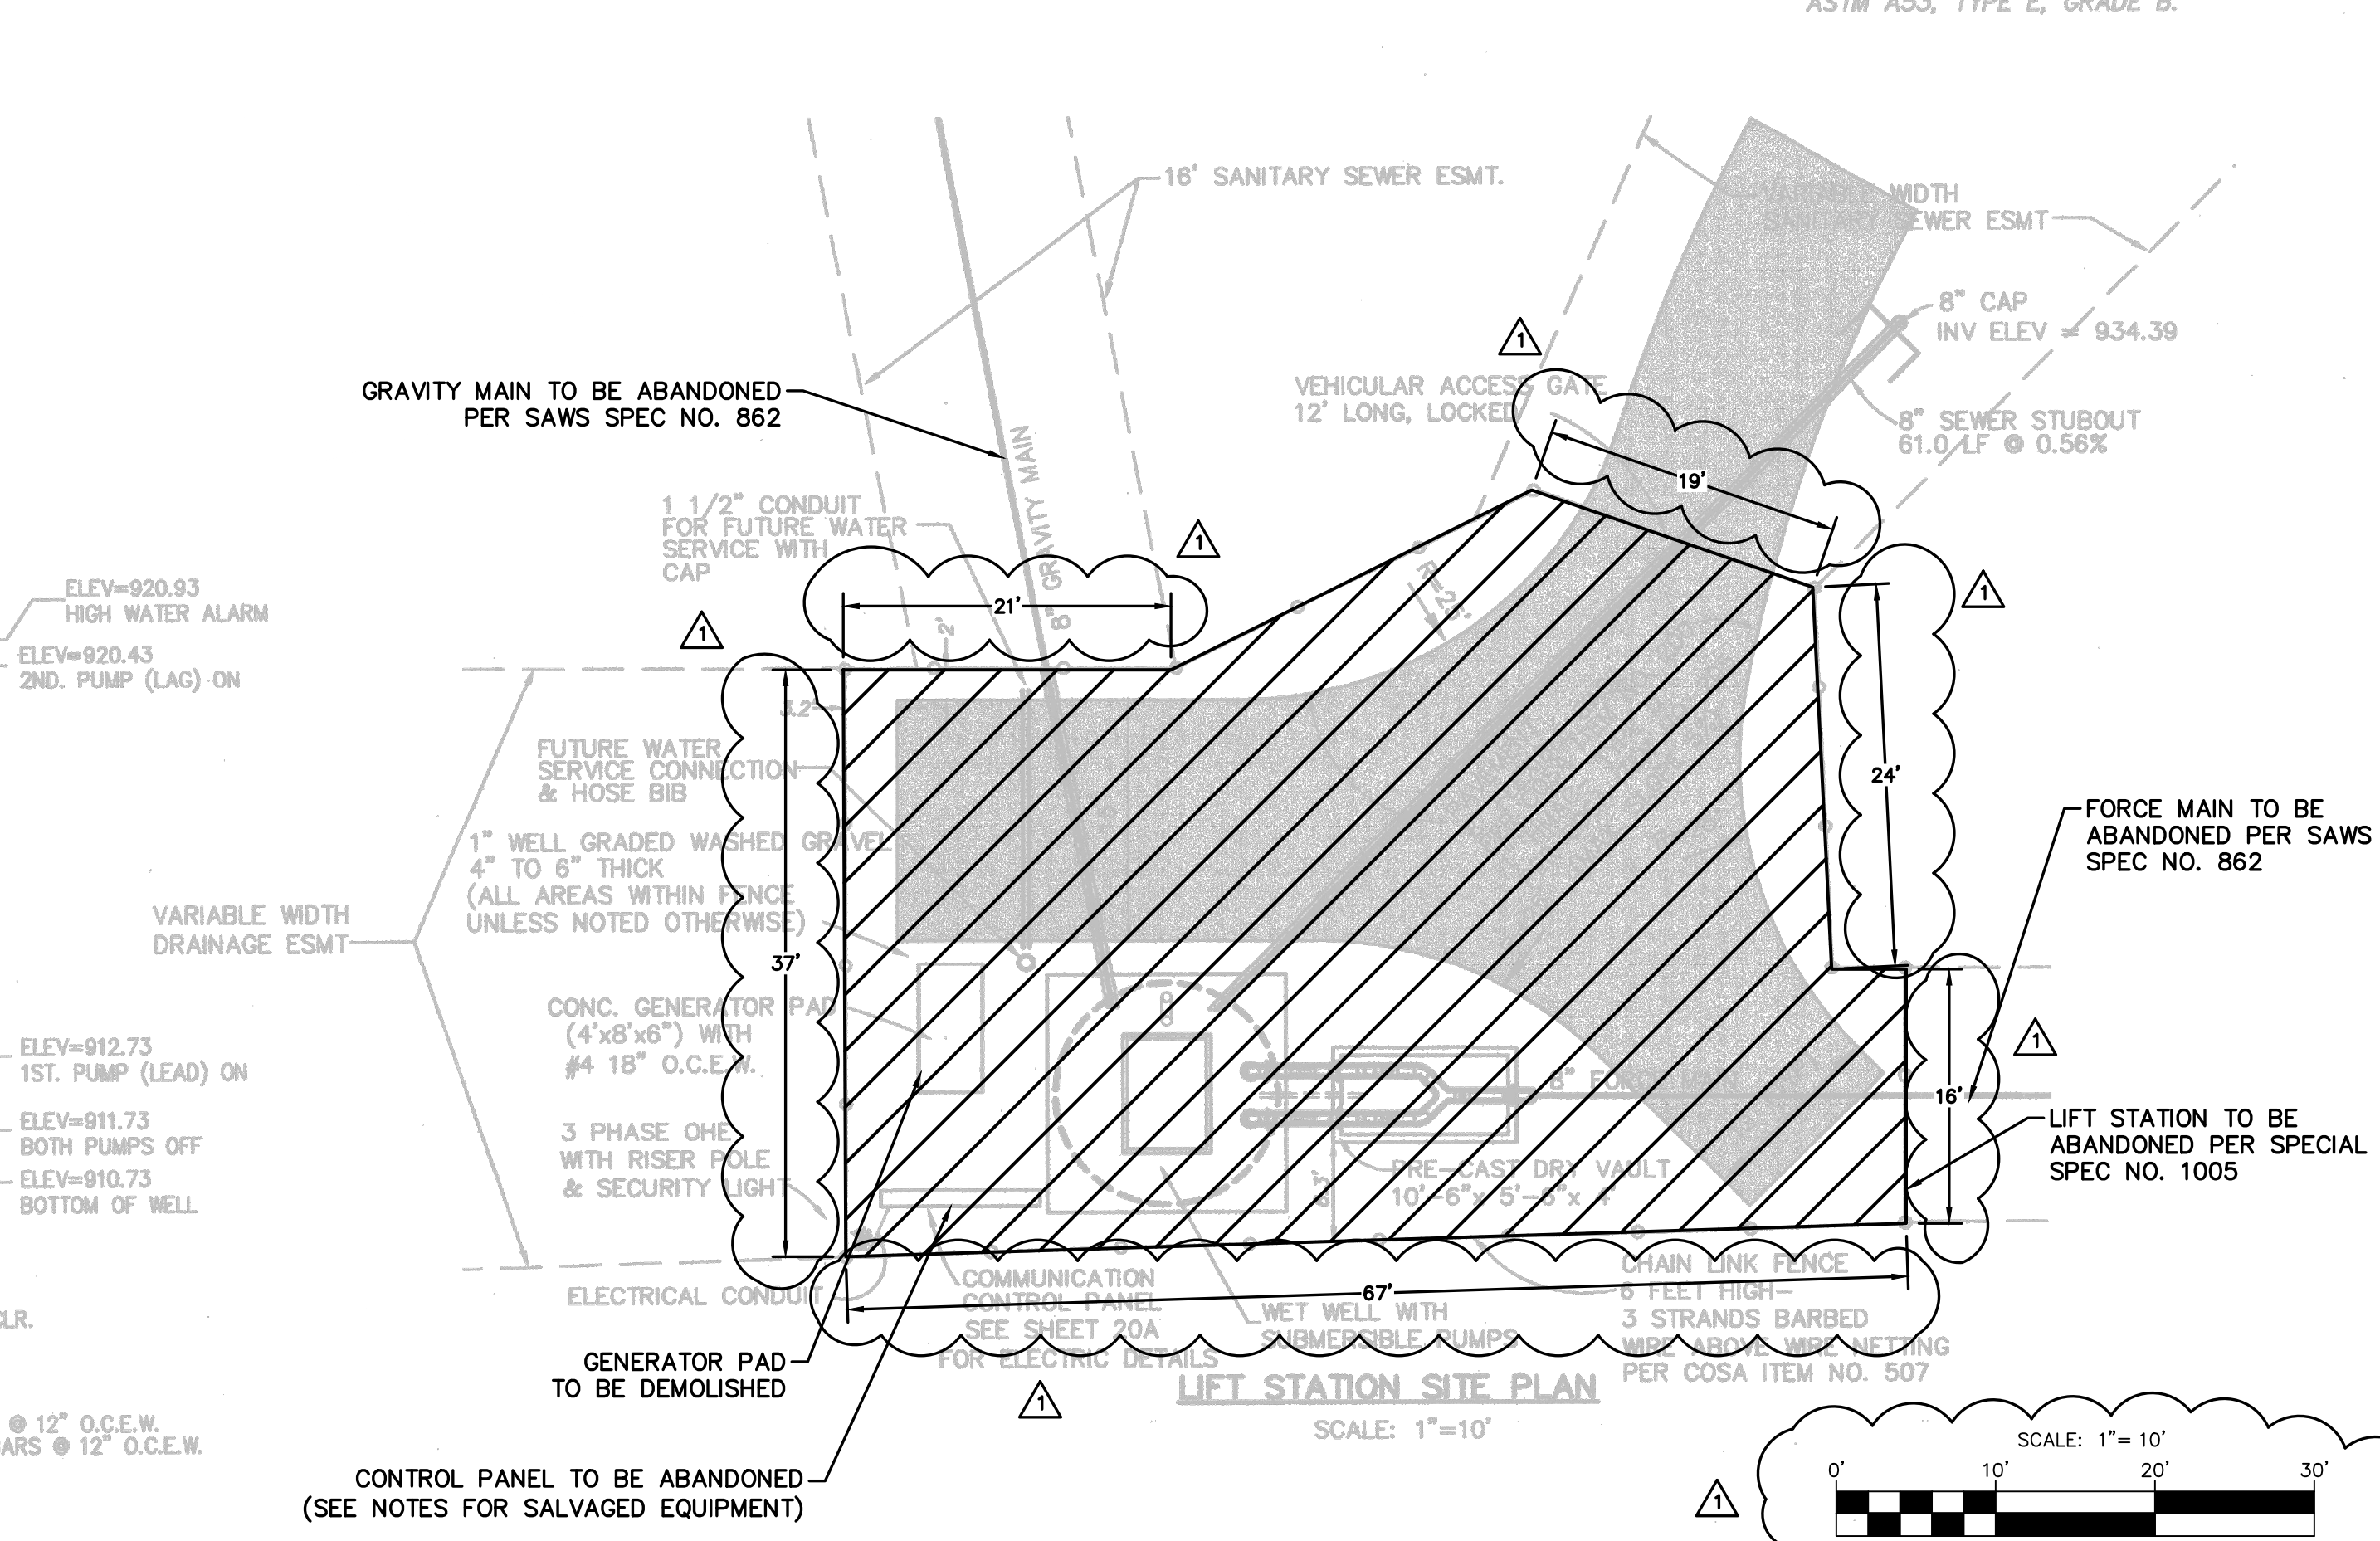 ASTM A53, TYPE E, GRADE B.
16' SANITARY SEWER ESMT.
VARIABLE WIDTH
SANITARY SEWER ESMT
8" CAP
INV ELEV = 934.39
1
VEHICULAR ACCESS GATE
12' LONG, LOCKED
GRAVITY MAIN TO BE ABANDONED
PER SAWS SPEC NO. 862
8" SEWER STUBOUT
61.0 LF @ 0.56%
19'
8" GRAVITY MAIN
1 1/2" CONDUIT
FOR FUTURE WATER
SERVICE WITH
CAP
1
R=25'
1
ELEV=920.93
HIGH WATER ALARM
21'
2'
1
ELEV=920.43
2ND. PUMP (LAG) ON
3.2'
FUTURE WATER
SERVICE CONNECTION
& HOSE BIB
24'
1" WELL GRADED WASHED GRAVEL
4" TO 6" THICK
(ALL AREAS WITHIN FENCE
UNLESS NOTED OTHERWISE)
FORCE MAIN TO BE
ABANDONED PER SAWS
SPEC NO. 862
VARIABLE WIDTH
DRAINAGE ESMT
37'
CONC. GENERATOR PAD
(4'x8'x6") WITH
#4 18" O.C.E.W.
1
ELEV=912.73
1ST. PUMP (LEAD) ON
16'
ELEV=911.73
BOTH PUMPS OFF
ELEV=910.73
BOTTOM OF WELL
3 PHASE OHE
WITH RISER POLE
& SECURITY LIGHT
LIFT STATION TO BE
ABANDONED PER SPECIAL
SPEC NO. 1005
PRE-CAST DRY VAULT
10'-6"x 5'-6"x 4'
ELECTRICAL CONDUIT
COMMUNICATION
CONTROL PANEL
SEE SHEET 20A
FOR ELECTRIC DETAILS
67'
WET WELL WITH
SUBMERSIBLE PUMPS
CHAIN LINK FENCE
6 FEET HIGH-
3 STRANDS BARBED
WIRE ABOVE WIRE NETTING
PER COSA ITEM NO. 507
CLR.
GENERATOR PAD
TO BE DEMOLISHED
1
LIFT STATION SITE PLAN
SCALE: 1"=10'
@ 12" O.C.E.W.
@ 12" O.C.E.W.
CONTROL PANEL TO BE ABANDONED
(SEE NOTES FOR SALVAGED EQUIPMENT)
SCALE: 1"= 10'
0' 10' 20' 30'
1